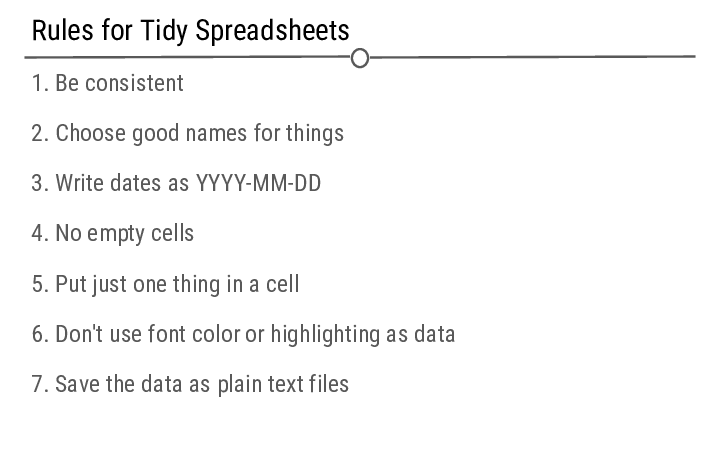 Rules for Tidy Spreadsheets
1. Be consistent
2. Choose good names for things
3. Write dates as YYYY-MM-DD
4. No empty cells
5. Put just one thing in a cell
6. Don't use font color or highlighting as data
7. Save the data as plain text files